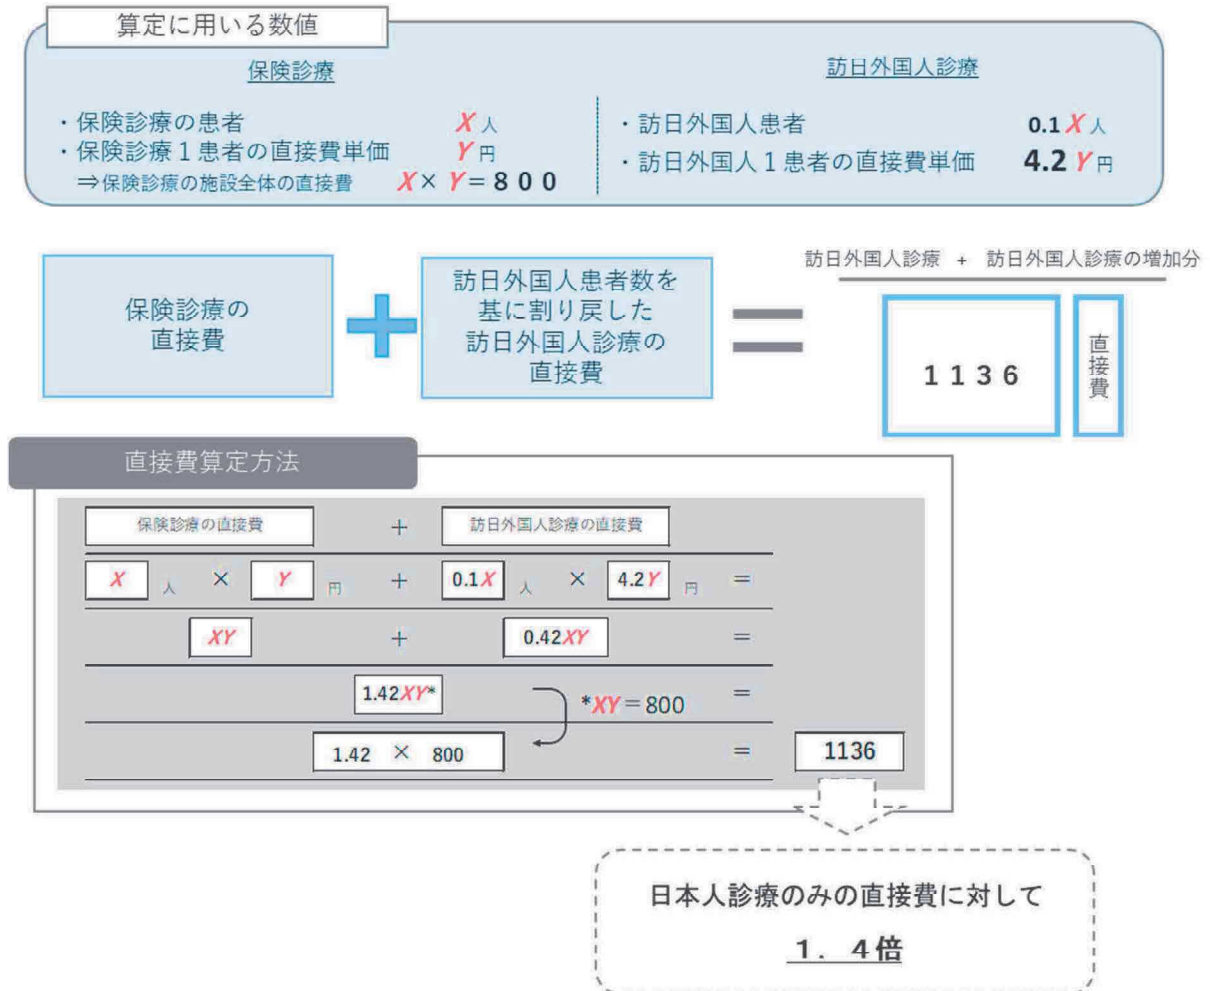 算定に用いる数値
保険診療
・保険診療の患者 X 人
・保険診療1患者の直接費単価 Y 円
⇒保険診療の施設全体の直接費 X× Y=800
訪日外国人診療
・訪日外国人患者 0.1 X 人
・訪日外国人1患者の直接費単価 4.2 Y 円
保険診療の
直接費
+
訪日外国人患者数を
基に割り戻した
訪日外国人診療の
直接費
=
訪日外国人診療 + 訪日外国人診療の増加分
1136
直接費
直接費算定方法
保険診療の直接費 + 訪日外国人診療の直接費
X 人 × Y 円 + 0.1X 人 × 4.2Y 円 =
XY + 0.42XY =
1.42XY* *XY=800 =
1.42 × 800 = 1136
日本人診療のみの直接費に対して
1.4倍